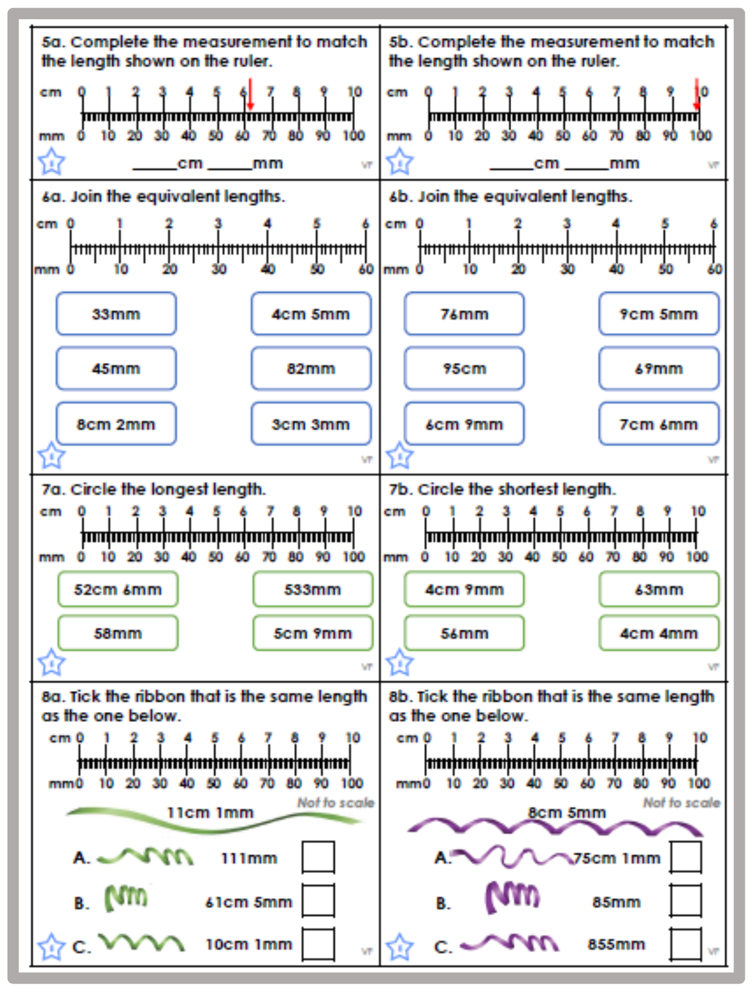 5a. Complete the measurement to match
the length shown on the ruler.
cm 0 1 2 3 4 5 6 7 8 9 10
mm 0 10 20 30 40 50 60 70 80 90 100
_____cm _____mm
VF
5b. Complete the measurement to match
the length shown on the ruler.
cm 0 1 2 3 4 5 6 7 8 9 10
mm 0 10 20 30 40 50 60 70 80 90 100
_____cm _____mm
VF
6a. Join the equivalent lengths.
cm 0 1 2 3 4 5 6
mm 0 10 20 30 40 50 60
33mm 4cm 5mm
45mm 82mm
8cm 2mm 3cm 3mm
VF
6b. Join the equivalent lengths.
cm 0 1 2 3 4 5 6
mm 0 10 20 30 40 50 60
76mm 9cm 5mm
95cm 69mm
6cm 9mm 7cm 6mm
VF
7a. Circle the longest length.
cm 0 1 2 3 4 5 6 7 8 9 10
mm 0 10 20 30 40 50 60 70 80 90 100
52cm 6mm 533mm
58mm 5cm 9mm
VF
7b. Circle the shortest length.
cm 0 1 2 3 4 5 6 7 8 9 10
mm 0 10 20 30 40 50 60 70 80 90 100
4cm 9mm 63mm
56mm 4cm 4mm
VF
8a. Tick the ribbon that is the same length
as the one below.
cm 0 1 2 3 4 5 6 7 8 9 10
mm0 10 20 30 40 50 60 70 80 90 100
Not to scale
11cm 1mm
A. 111mm
B. 61cm 5mm
C. 10cm 1mm
VF
8b. Tick the ribbon that is the same length
as the one below.
cm 0 1 2 3 4 5 6 7 8 9 10
mm0 10 20 30 40 50 60 70 80 90 100
Not to scale
8cm 5mm
A. 75cm 1mm
B. 85mm
C. 855mm
VF